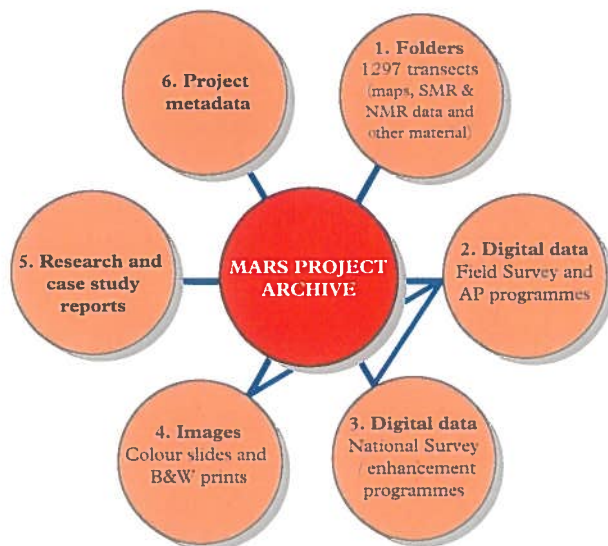 6. Project
metadata
1. Folders
1297 transects
(maps, SMR &
NMR data and
other material)
5. Research and
case study
reports
MARS PROJECT
ARCHIVE
2. Digital data
Field Survey and
AP programmes
4. Images
Colour slides and
B&W prints
3. Digital data
National Survey
/ enhancement
programmes